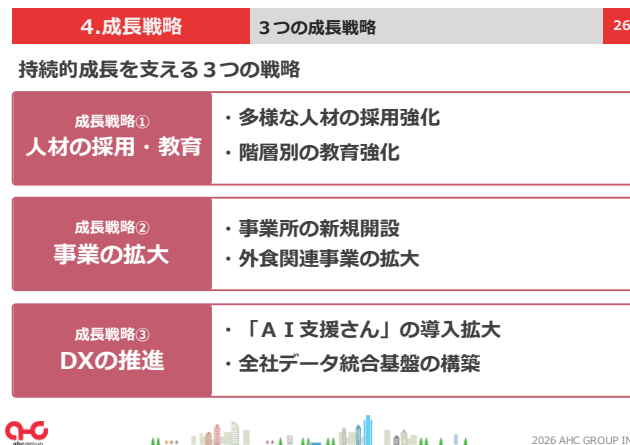 4.成長戦略
3つの成長戦略
26
持続的成長を支える3つの戦略
成長戦略①
人材の採用・教育
・多様な人材の採用強化
・階層別の教育強化
成長戦略②
事業の拡大
・事業所の新規開設
・外食関連事業の拡大
成長戦略③
DXの推進
・「AI支援さん」の導入拡大
・全社データ統合基盤の構築
ahcgroup
2026 AHC GROUP IN